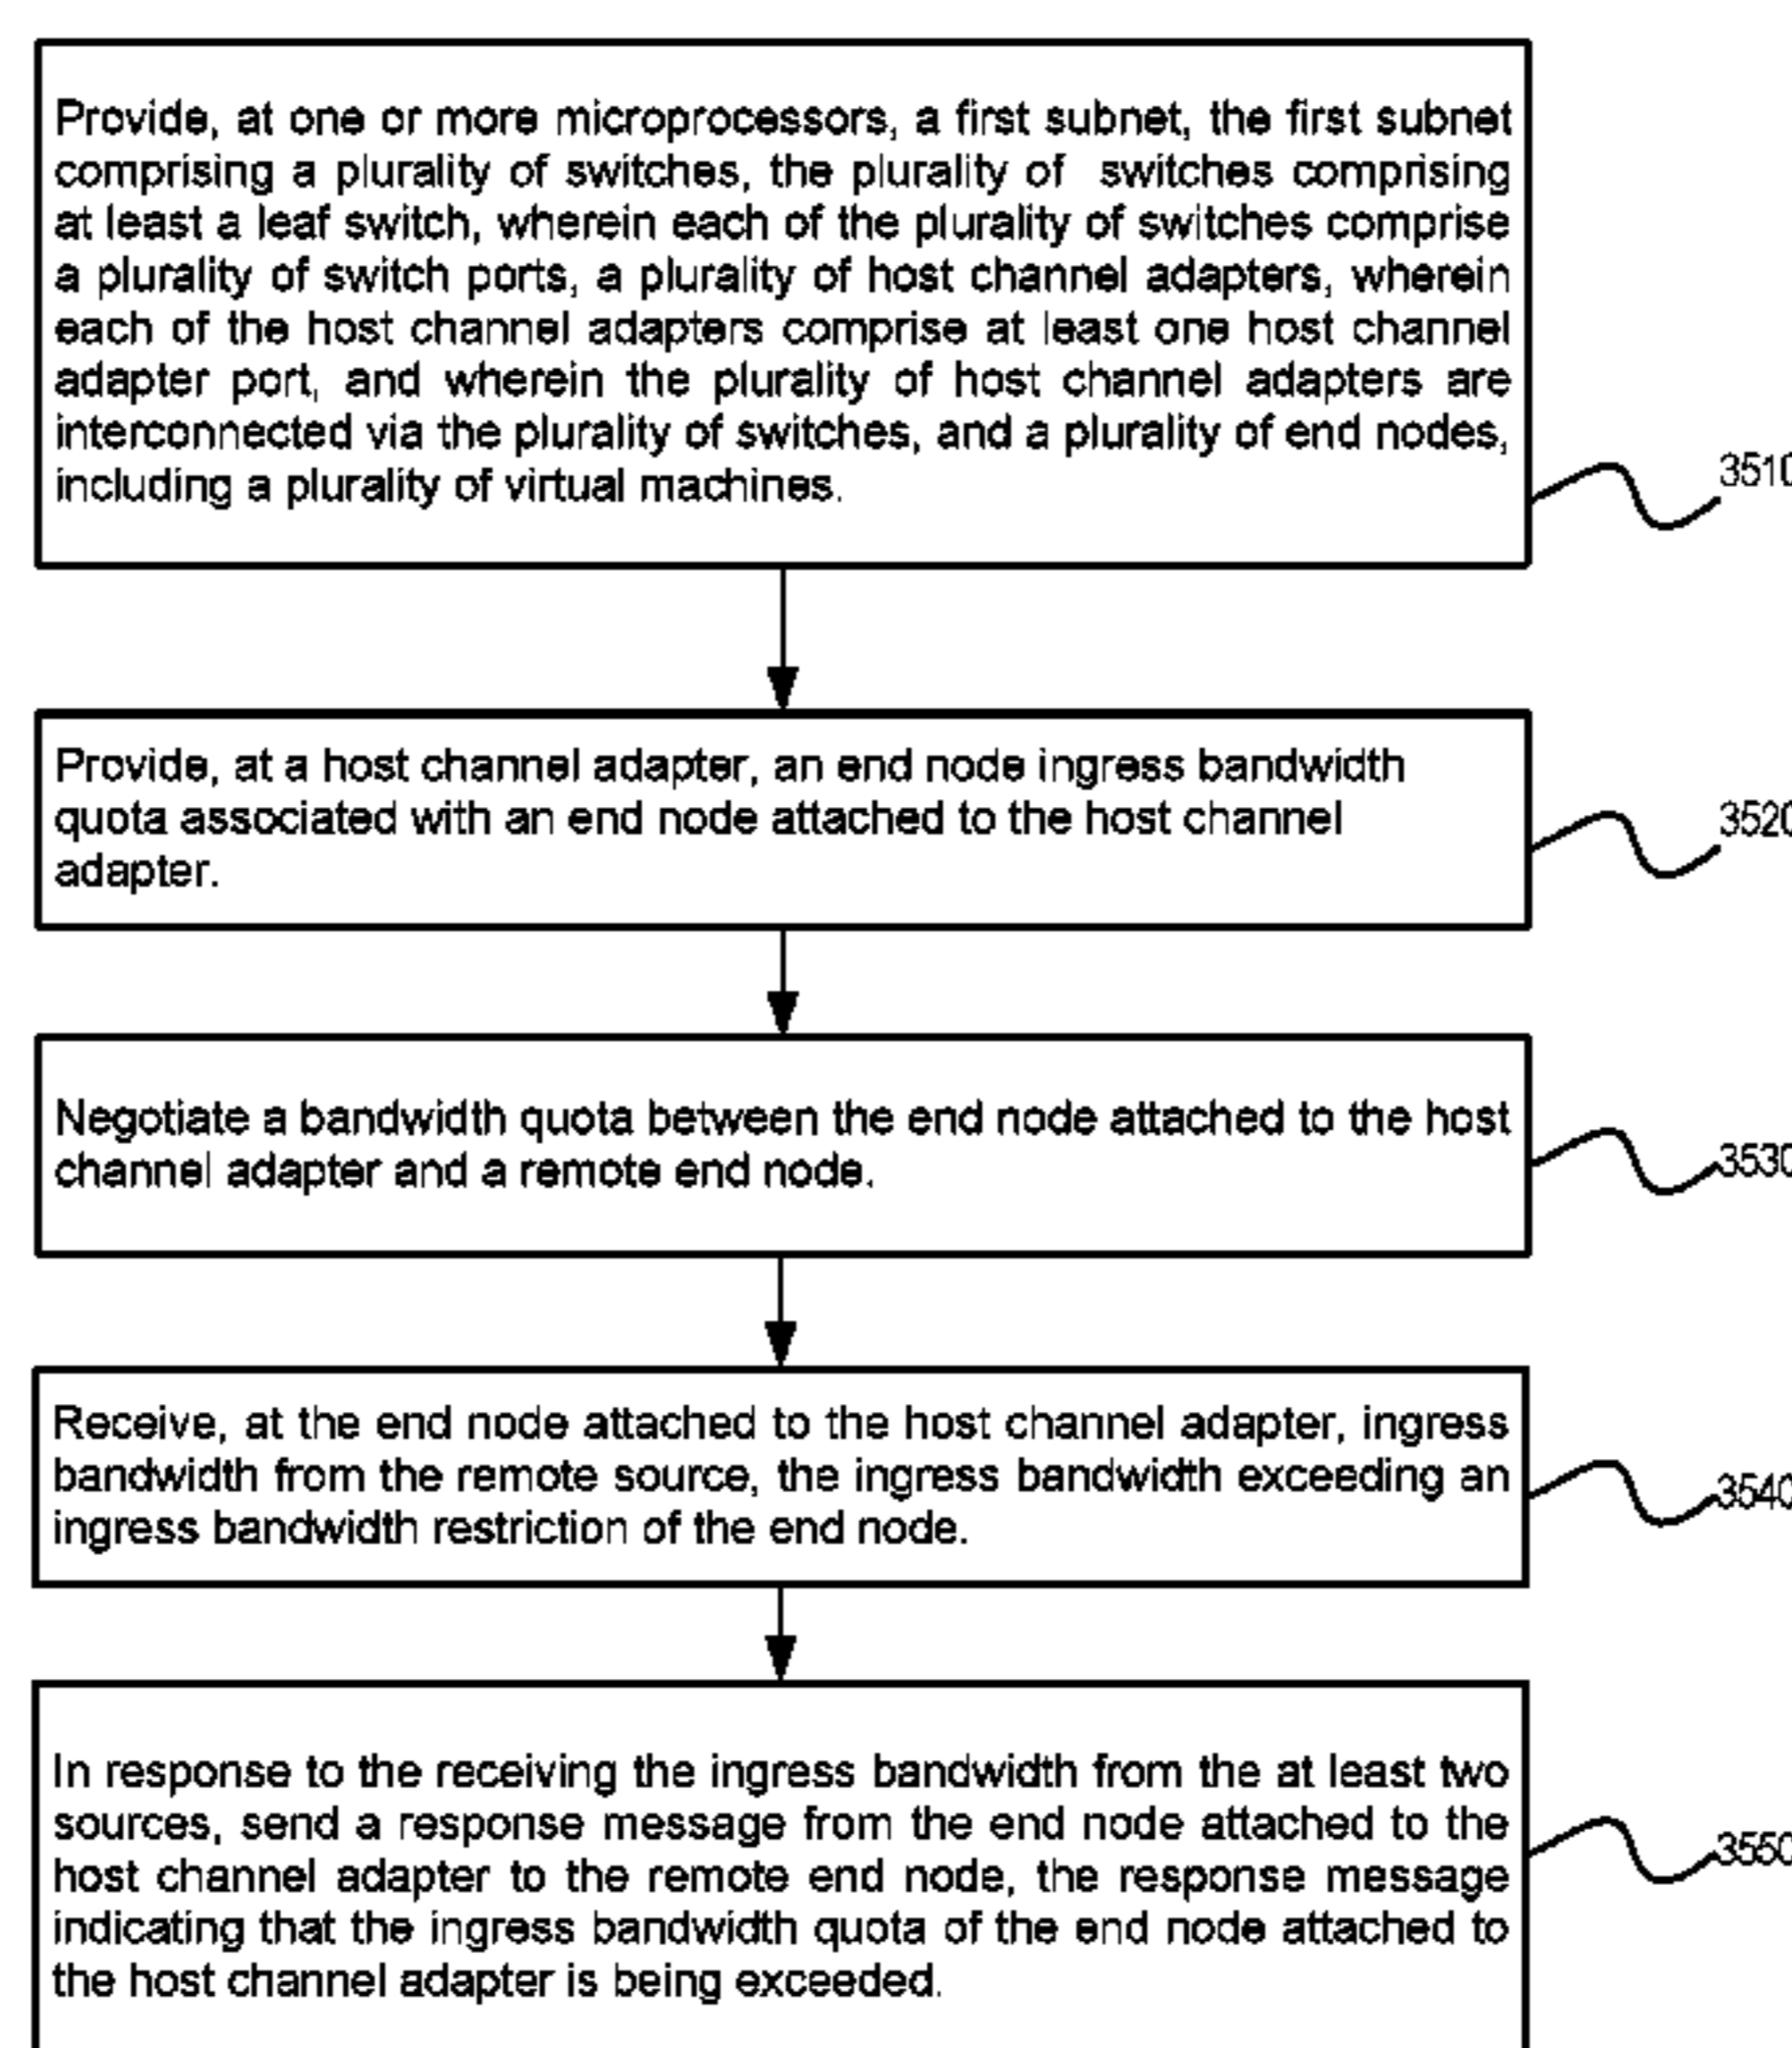 Provide, at one or more microprocessors, a first subnet, the first subnet
comprising a plurality of switches, the plurality of switches comprising
at least a leaf switch, wherein each of the plurality of switches comprise
a plurality of switch ports, a plurality of host channel adapters, wherein
each of the host channel adapters comprise at least one host channel
adapter port, and wherein the plurality of host channel adapters are
interconnected via the plurality of switches, and a plurality of end nodes,
including a plurality of virtual machines.
3510
Provide, at a host channel adapter, an end node ingress bandwidth
quota associated with an end node attached to the host channel
adapter.
3520
Negotiate a bandwidth quota between the end node attached to the host
channel adapter and a remote end node.
3530
Receive, at the end node attached to the host channel adapter, ingress
bandwidth from the remote source, the ingress bandwidth exceeding an
ingress bandwidth restriction of the end node.
3540
In response to the receiving the ingress bandwidth from the at least two
sources, send a response message from the end node attached to the
host channel adapter to the remote end node, the response message
indicating that the ingress bandwidth quota of the end node attached to
the host channel adapter is being exceeded.
3550